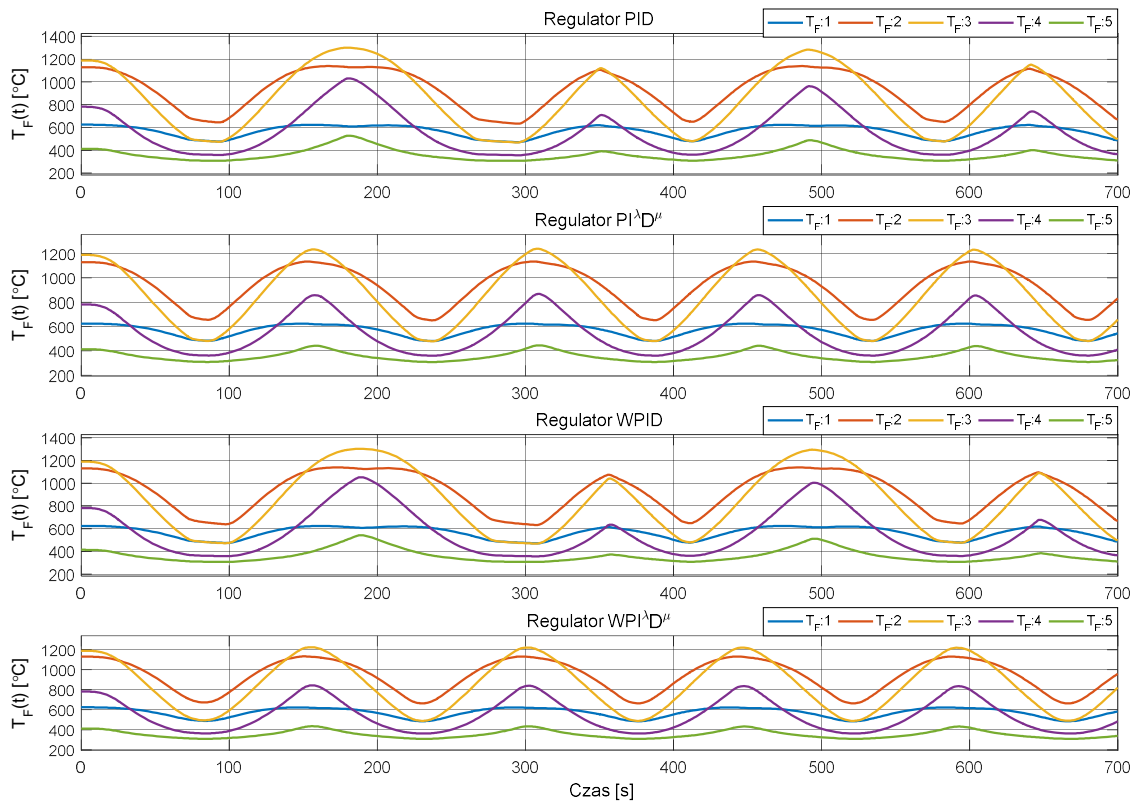 Regulator PID
T_F:1 T_F:2 T_F:3 T_F:4 T_F:5
T_F(t) [°C]
1400
1200
1000
800
600
400
200
0 100 200 300 400 500 600 700
Regulator PI^λD^μ
T_F:1 T_F:2 T_F:3 T_F:4 T_F:5
T_F(t) [°C]
1200
1000
800
600
400
200
0 100 200 300 400 500 600 700
Regulator WPID
T_F:1 T_F:2 T_F:3 T_F:4 T_F:5
T_F(t) [°C]
1400
1200
1000
800
600
400
200
0 100 200 300 400 500 600 700
Regulator WPI^λD^μ
T_F:1 T_F:2 T_F:3 T_F:4 T_F:5
T_F(t) [°C]
1200
1000
800
600
400
200
0 100 200 300 400 500 600 700
Czas [s]